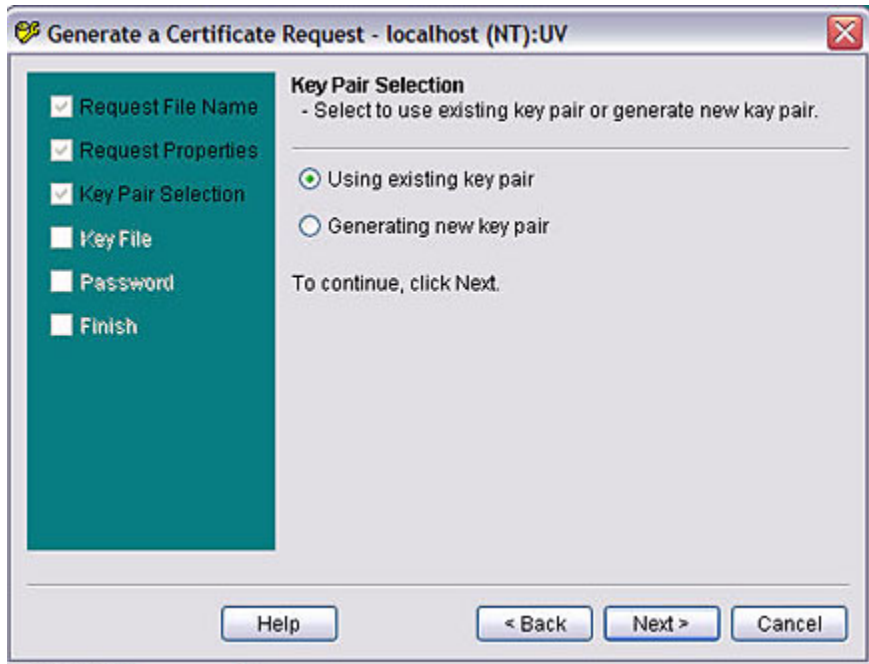 Generate a Certificate Request - localhost (NT):UV
Request File Name
Request Properties
Key Pair Selection
Key File
Password
Finish
Key Pair Selection
- Select to use existing key pair or generate new kay pair.
Using existing key pair
Generating new key pair
To continue, click Next.
Help
< Back
Next >
Cancel